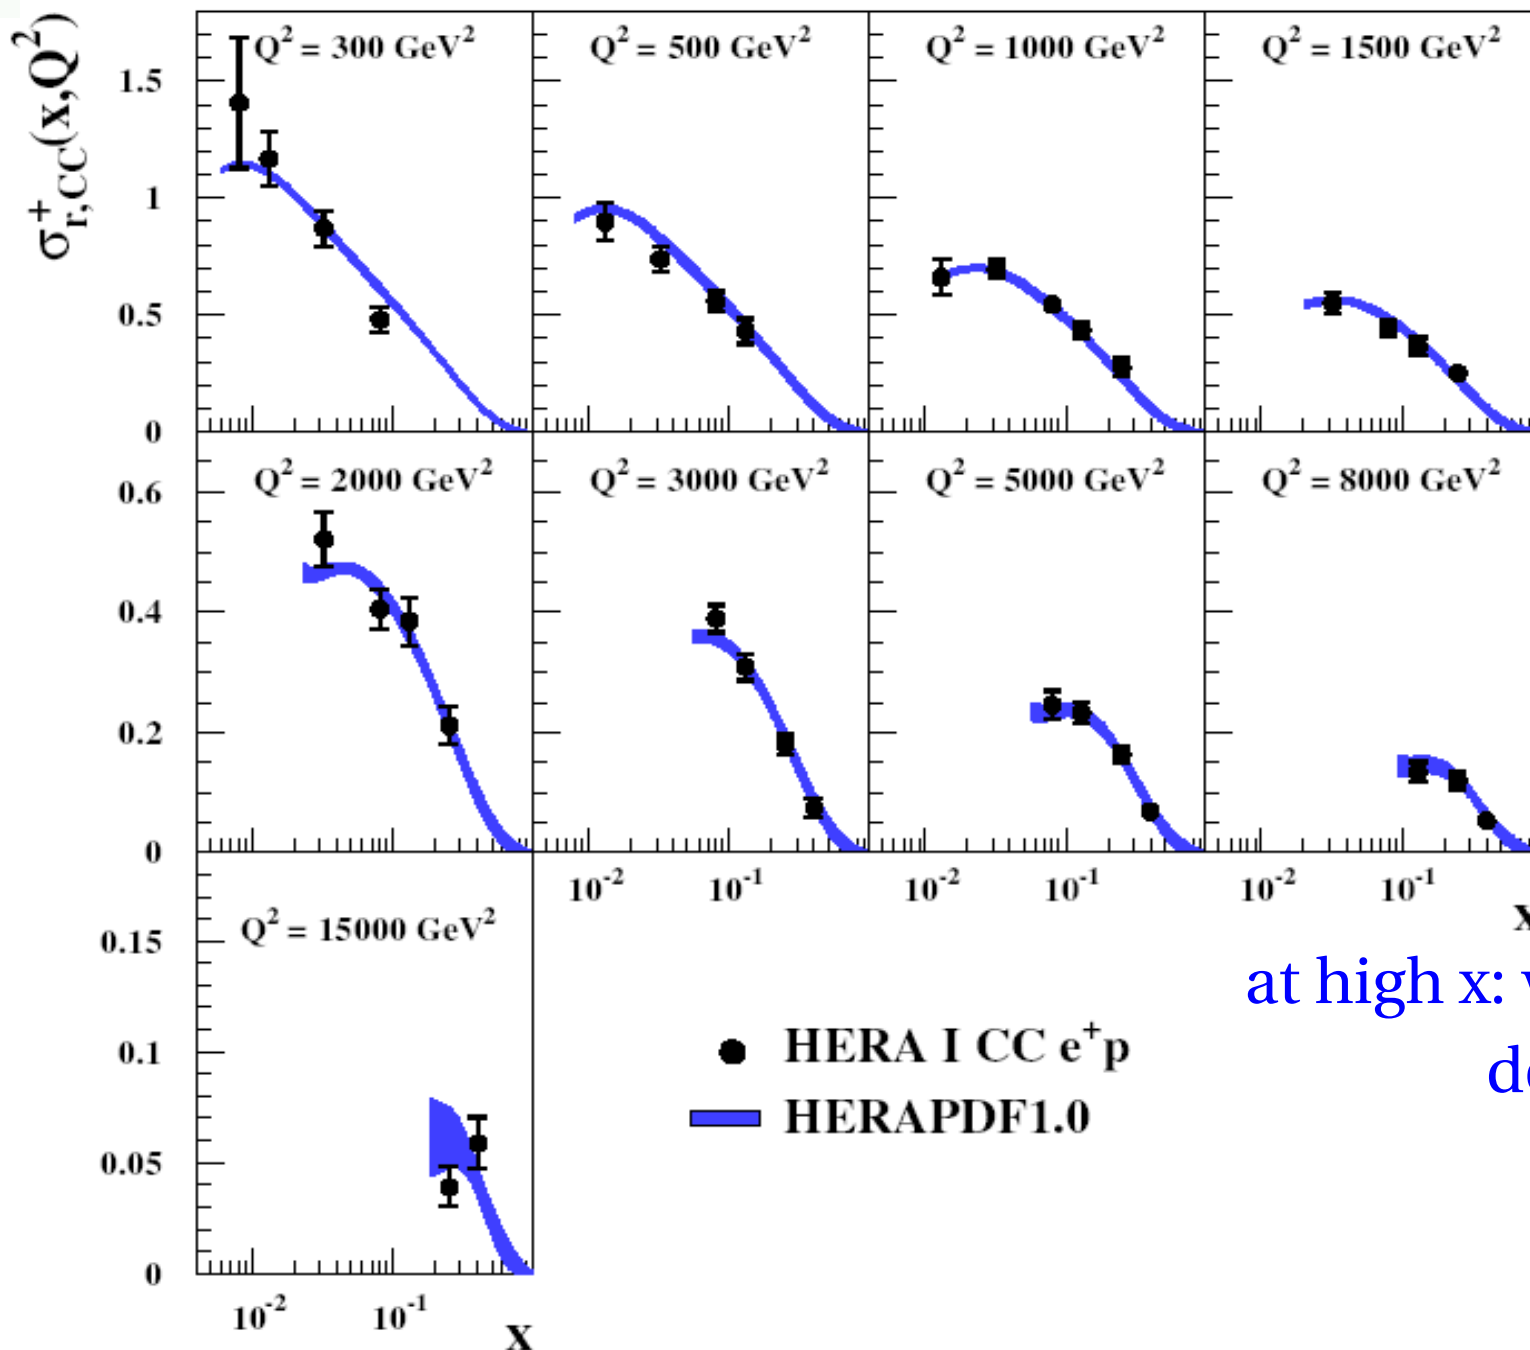 σ⁺r,CC(x,Q²)
Q² = 300 GeV²
Q² = 500 GeV²
Q² = 1000 GeV²
Q² = 1500 GeV²
1.5
1
0.5
0
Q² = 2000 GeV²
Q² = 3000 GeV²
Q² = 5000 GeV²
Q² = 8000 GeV²
0.6
0.4
0.2
0
10⁻² 10⁻¹ 10⁻² 10⁻¹ 10⁻² 10⁻¹
x
Q² = 15000 GeV²
0.15
0.1
0.05
0
10⁻² 10⁻¹
x
at high x:
HERA I CC e⁺p
HERAPDF1.0